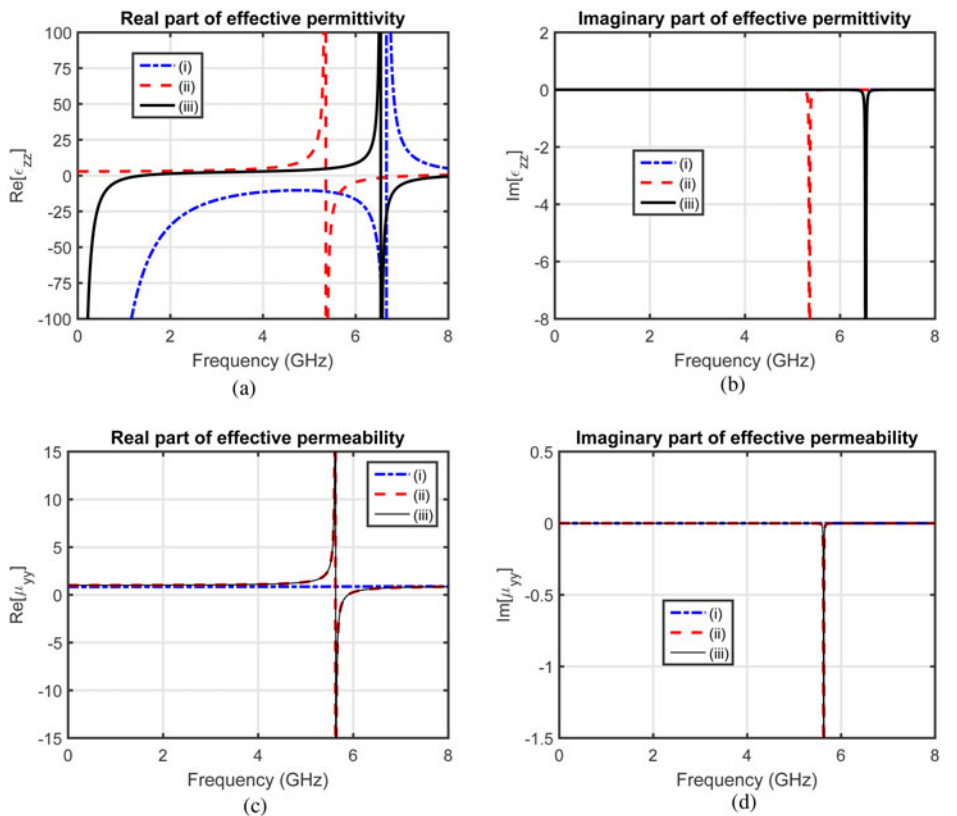 Real part of effective permittivity
Re[ϵzz]
100
75
50
25
0
-25
-50
-75
-100
(i)
(ii)
(iii)
0 2 4 6 8
Frequency (GHz)
(a)
Imaginary part of effective permittivity
Im[ϵzz]
2
0
-2
-4
-6
-8
(i)
(ii)
(iii)
0 2 4 6 8
Frequency (GHz)
(b)
Real part of effective permeability
Re[μyy]
15
10
5
0
-5
-10
-15
(i)
(ii)
(iii)
0 2 4 6 8
Frequency (GHz)
(c)
Imaginary part of effective permeability
Im[μyy]
0.5
0
-0.5
-1
-1.5
(i)
(ii)
(iii)
0 2 4 6 8
Frequency (GHz)
(d)